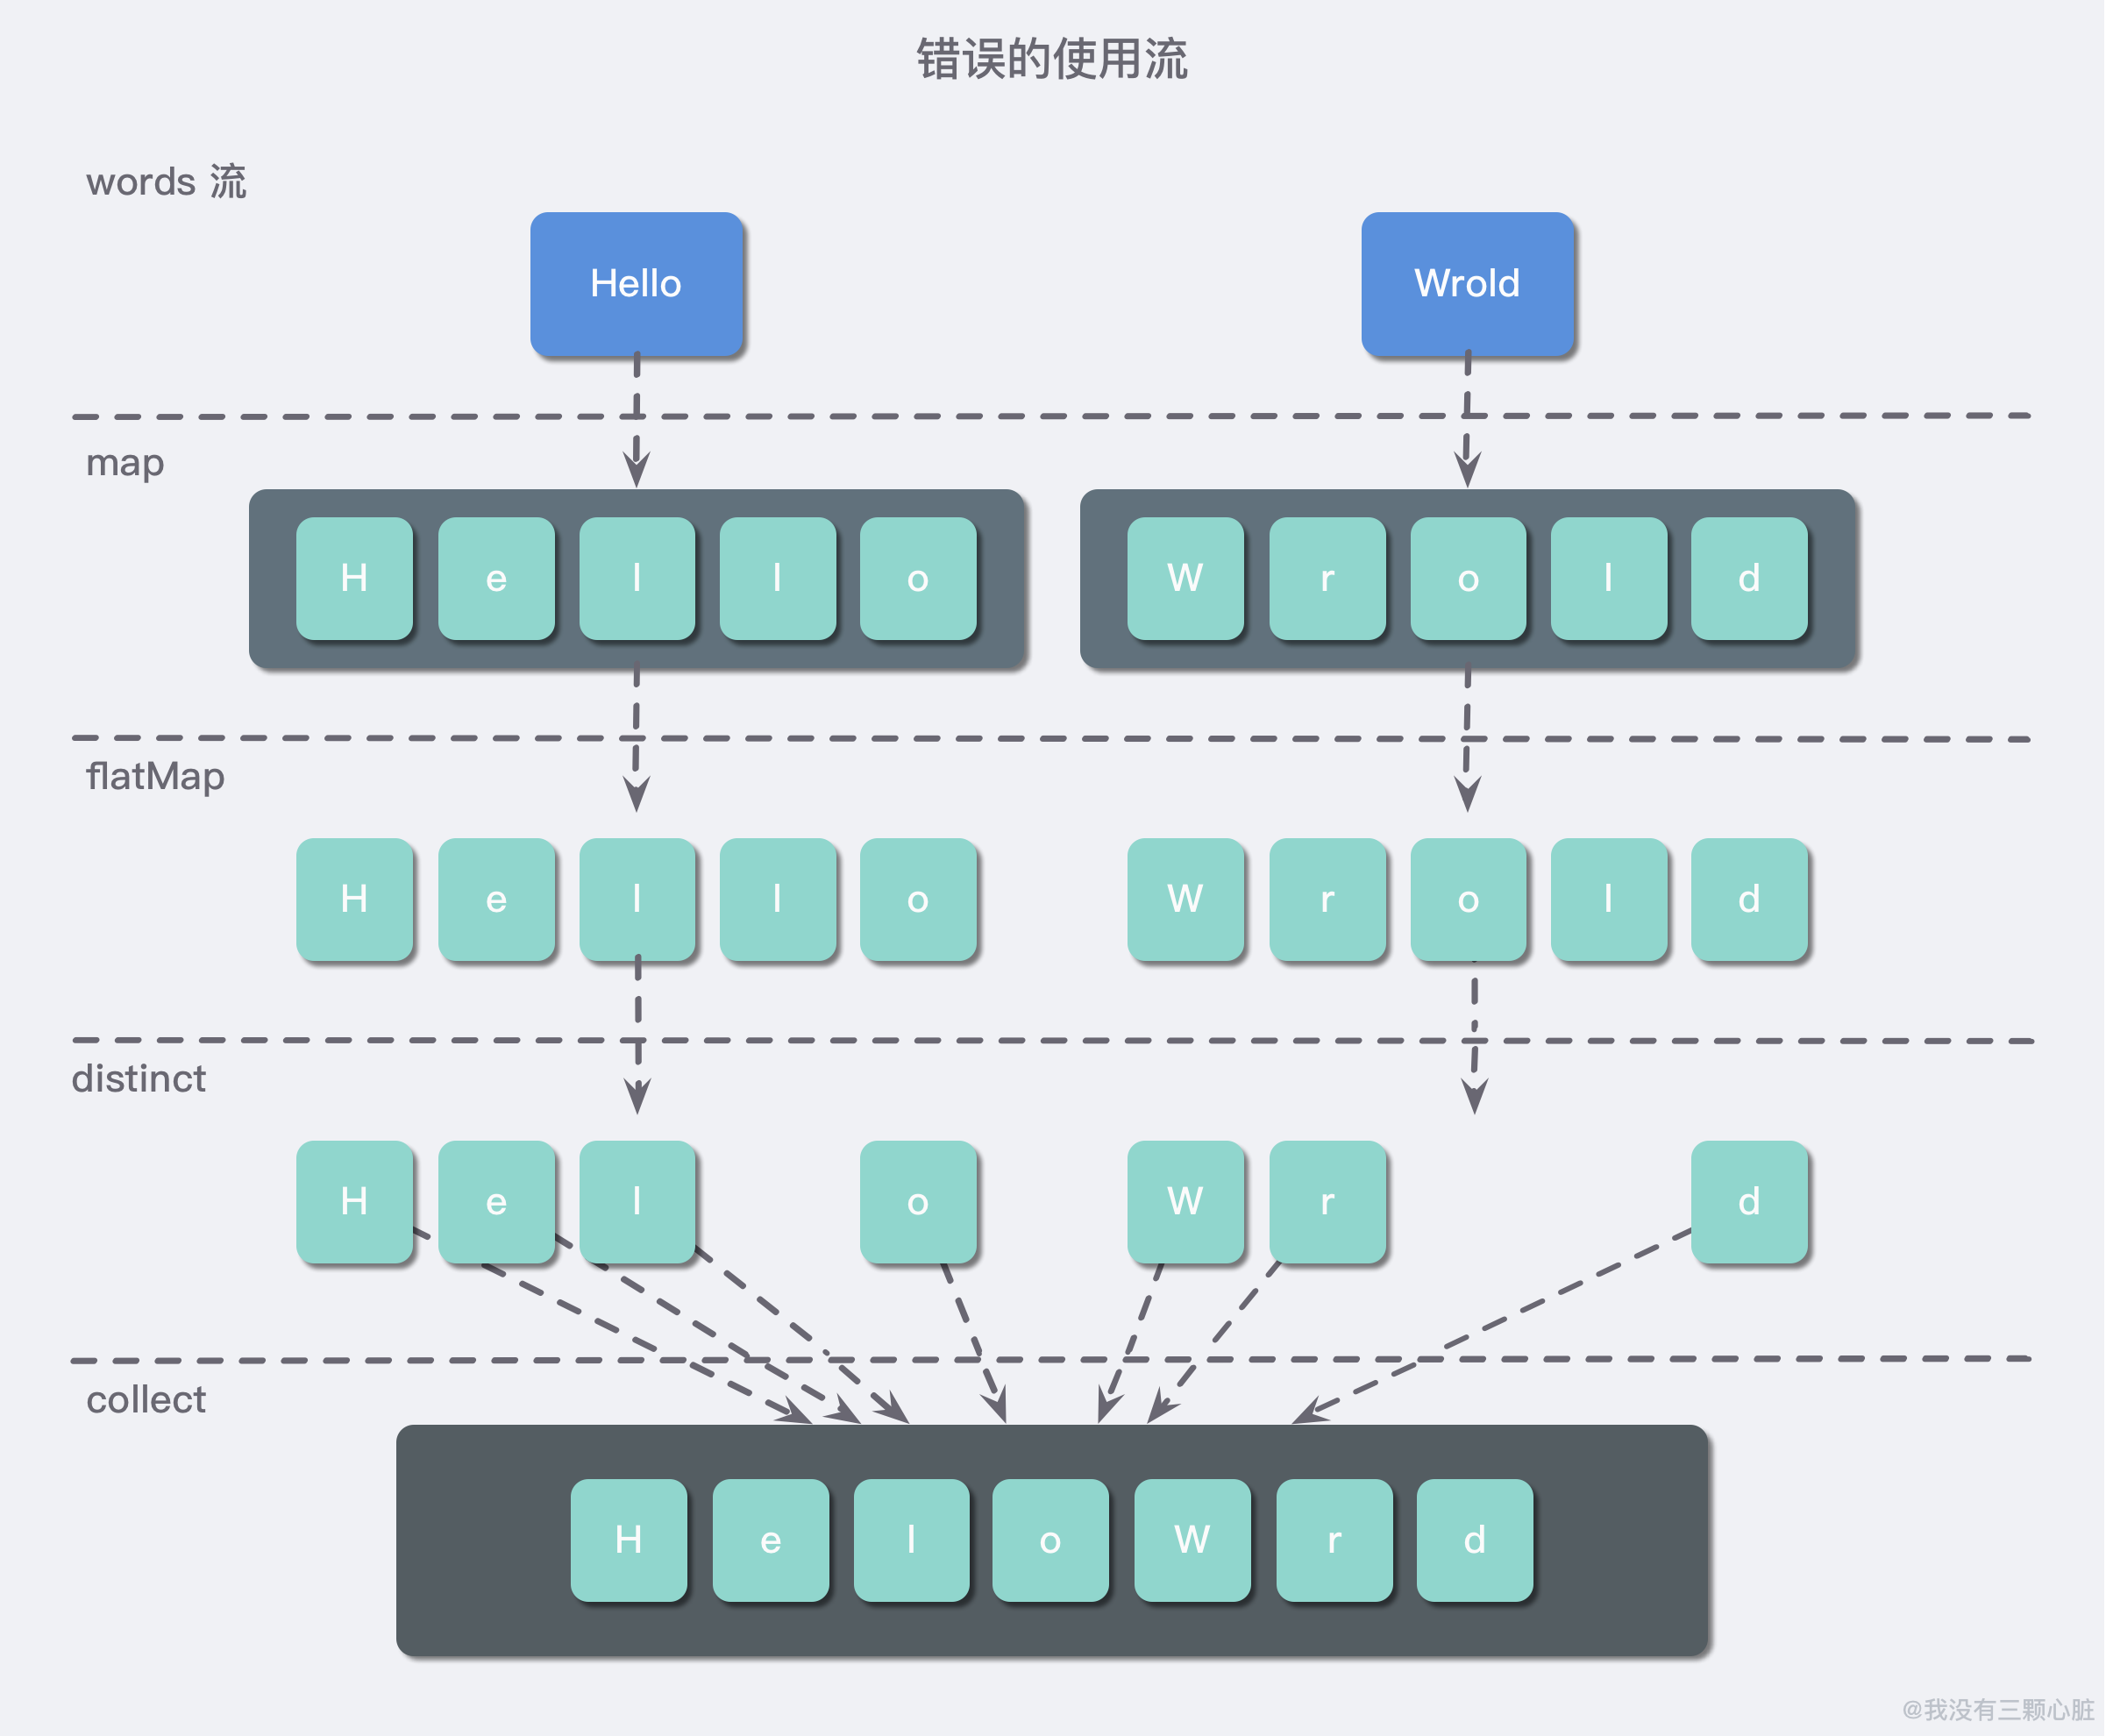 错误的使用流
words 流
Hello Wrold
map
H e l l o W r o l d
flatMap
H e l l o W r o l d
distinct
H e l o W r d
collect
H e l o W r d
@我没有三颗心脏